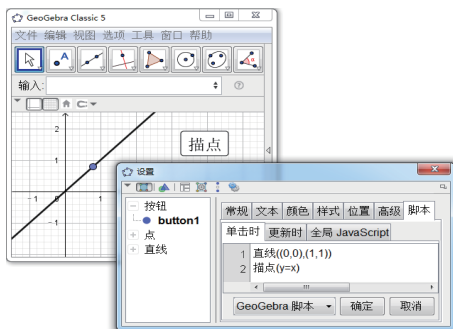 GeoGebra Classic 5
文件 编辑 视图 选项 工具 窗口 帮助
A
输入:
2
描点
1
-1 0 1
-1
设置
按钮
button1
点
直线
常规 文本 颜色 样式 位置 高级 脚本
单击时 更新时 全局 JavaScript
1 直线((0,0),(1,1))
2 描点(y=x)
GeoGebra 脚本 确定 取消